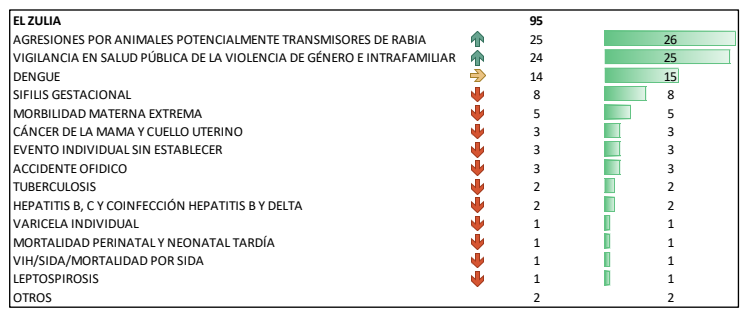 EL ZULIA 95
AGRESIONES POR ANIMALES POTENCIALMENTE TRANSMISORES DE RABIA 25 26
VIGILANCIA EN SALUD PÚBLICA DE LA VIOLENCIA DE GÉNERO E INTRAFAMILIAR 24 25
DENGUE 14 15
SIFILIS GESTACIONAL 8 8
MORBILIDAD MATERNA EXTREMA 5 5
CÁNCER DE LA MAMA Y CUELLO UTERINO 3 3
EVENTO INDIVIDUAL SIN ESTABLECER 3 3
ACCIDENTE OFIDICO 3 3
TUBERCULOSIS 2 2
HEPATITIS B, C Y COINFECCIÓN HEPATITIS B Y DELTA 2 2
VARICELA INDIVIDUAL 1 1
MORTALIDAD PERINATAL Y NEONATAL TARDÍA 1 1
VIH/SIDA/MORTALIDAD POR SIDA 1 1
LEPTOSPIROSIS 1 1
OTROS 2 2